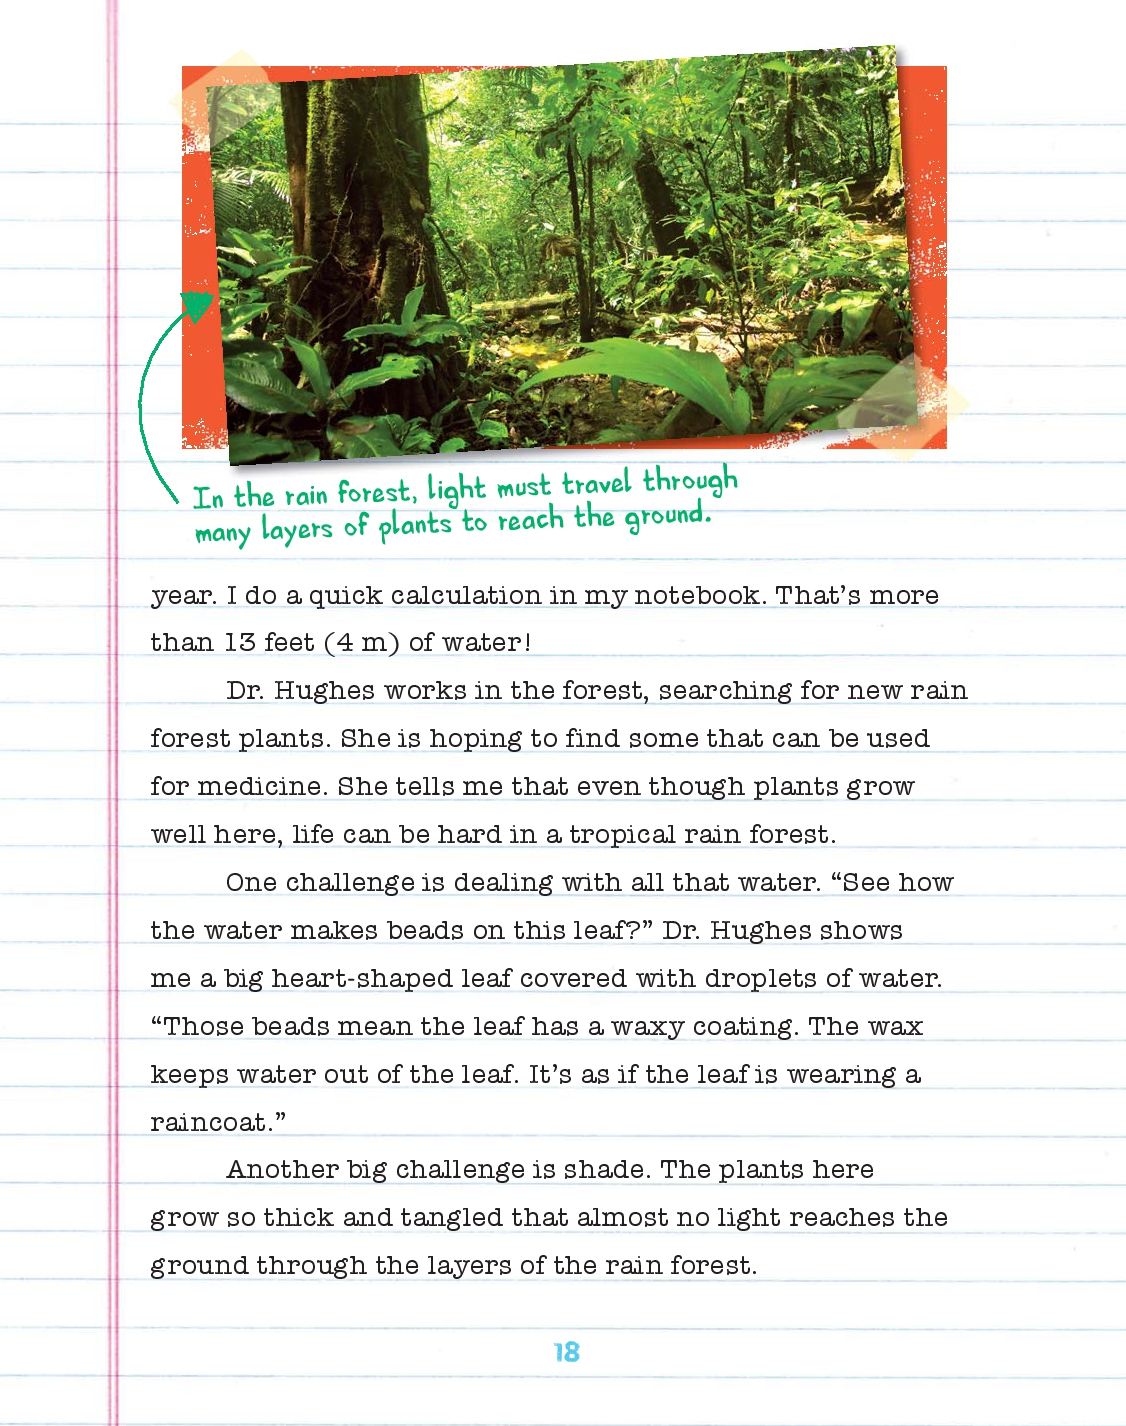 In the rain forest, light must travel through
many layers of plants to reach the ground.
year. I do a quick calculation in my notebook. That’s more
than 13 feet (4 m) of water!
Dr. Hughes works in the forest, searching for new rain
forest plants. She is hoping to find some that can be used
for medicine. She tells me that even though plants grow
well here, life can be hard in a tropical rain forest.
One challenge is dealing with all that water. “See how
the water makes beads on this leaf?” Dr. Hughes shows
me a big heart-shaped leaf covered with droplets of water.
“Those beads mean the leaf has a waxy coating. The wax
keeps water out of the leaf. It’s as if the leaf is wearing a
raincoat.”
Another big challenge is shade. The plants here
grow so thick and tangled that almost no light reaches the
ground through the layers of the rain forest.
18